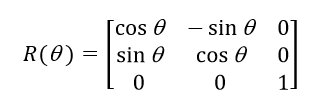 R(θ) = [cos θ − sin θ 0
sin θ cos θ 0
0 0 1]